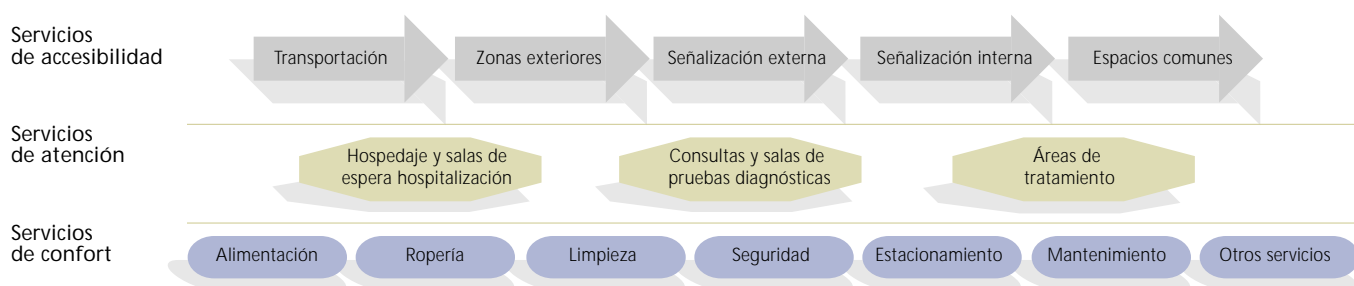 Servicios
de accesibilidad
Transportación
Zonas exteriores
Señalización externa
Señalización interna
Espacios comunes
Servicios
de atención
Hospedaje y salas de
espera hospitalización
Consultas y salas de
pruebas diagnósticas
Áreas de
tratamiento
Servicios
de confort
Alimentación
Ropería
Limpieza
Seguridad
Estacionamiento
Mantenimiento
Otros servicios